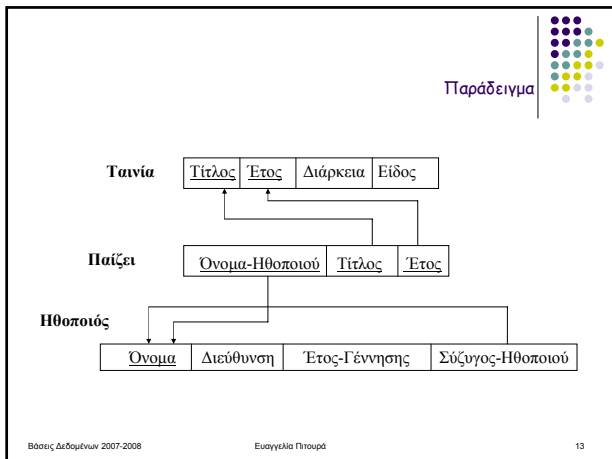 Παράδειγμα
Ταινία Τίτλος Έτος Διάρκεια Είδος
Παίζει Όνομα-Ηθοποιού Τίτλος Έτος
Ηθοποιός
Όνομα Διεύθυνση Έτος-Γέννησης Σύζυγος-Ηθοποιού
Βάσεις Δεδομένων 2007-2008 Ευαγγελία Πιτουρά 13